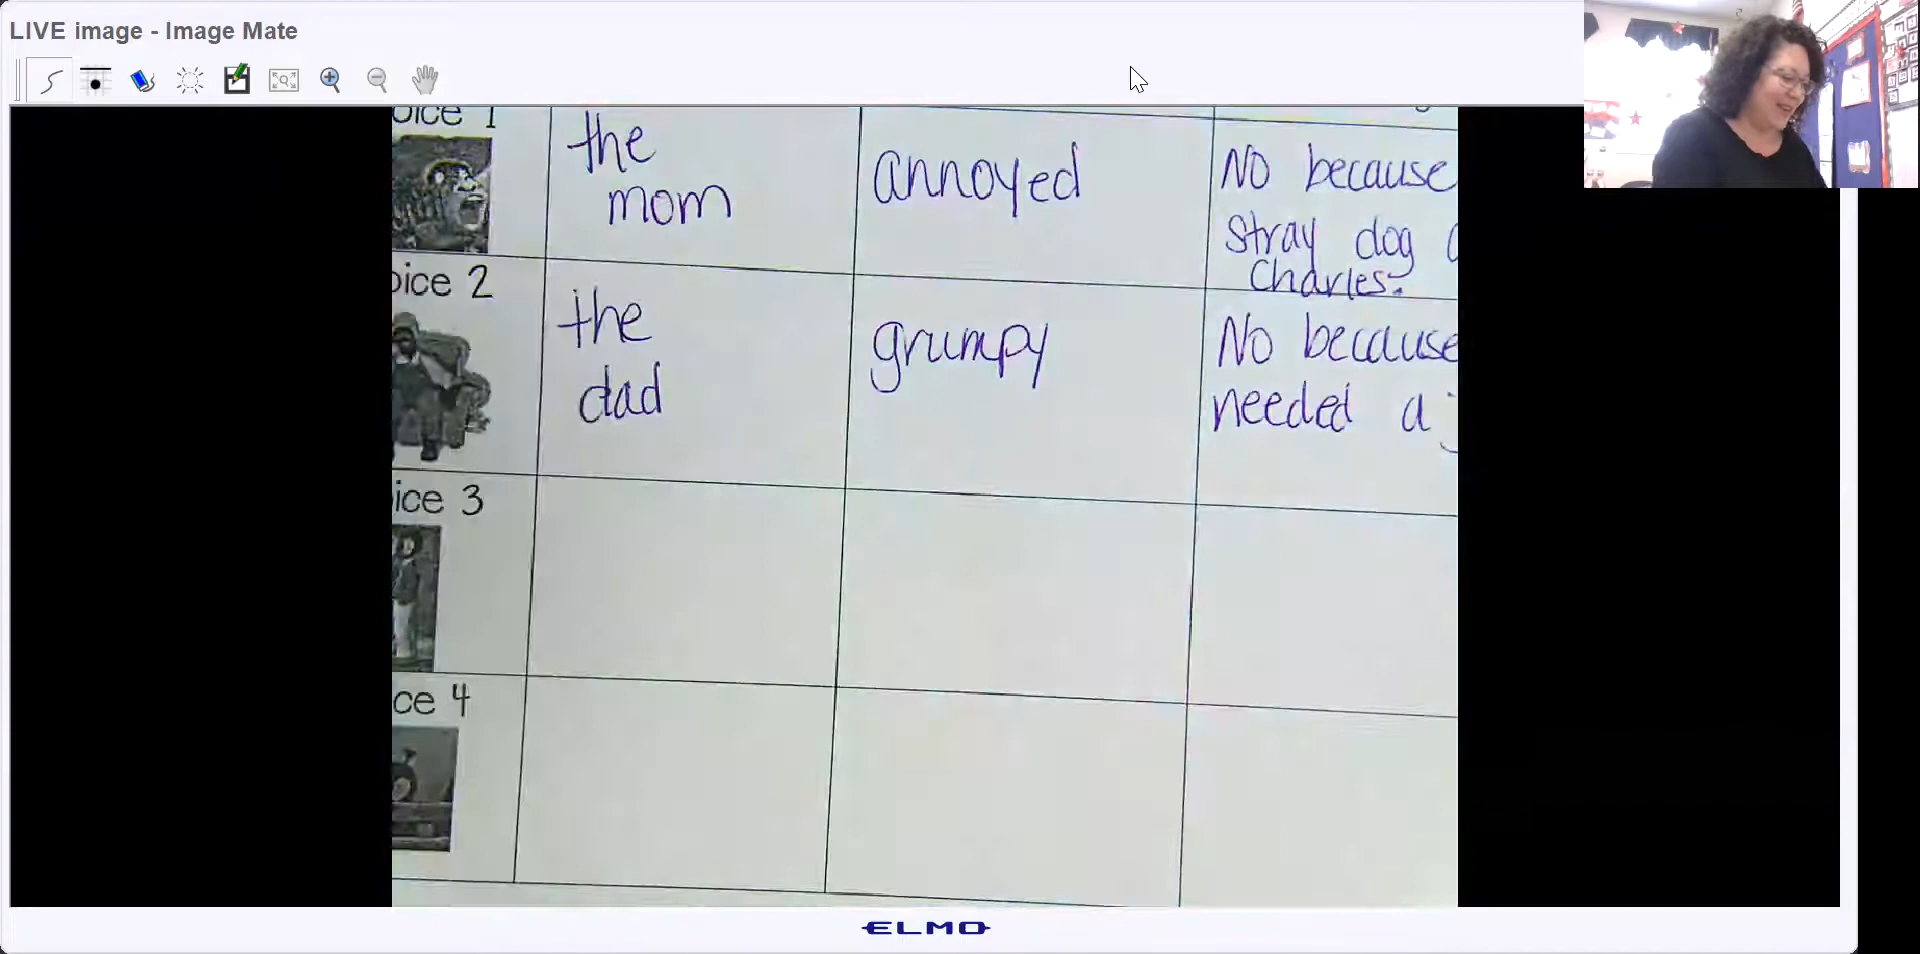 LIVE image - Image Mate
oice 1
the
mom
annoyed
No because
stray dog
Charles.
oice 2
the
dad
grumpy
No because
needed a
ice 3
ce 4
ELMO